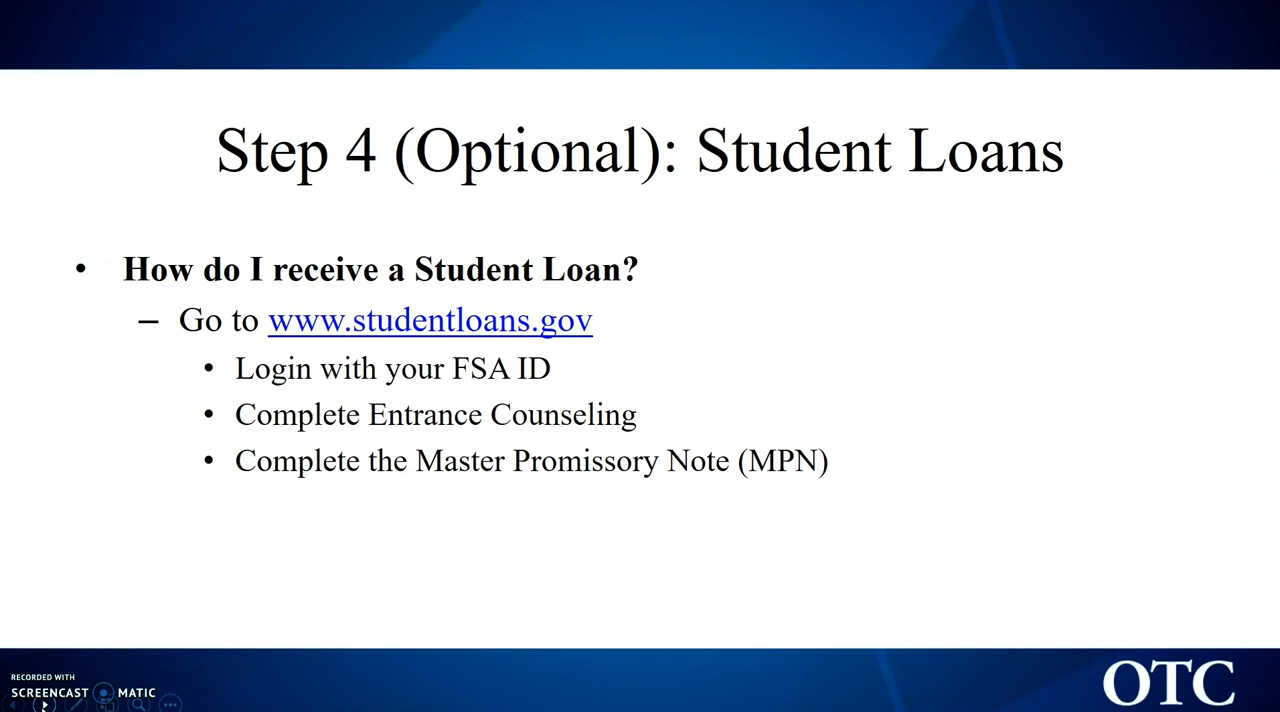 Step 4 (Optional): Student Loans
• How do I receive a Student Loan?
– Go to www.studentloans.gov
• Login with your FSA ID
• Complete Entrance Counseling
• Complete the Master Promissory Note (MPN)
RECORDED WITH
SCREENCAST MATIC
OTC